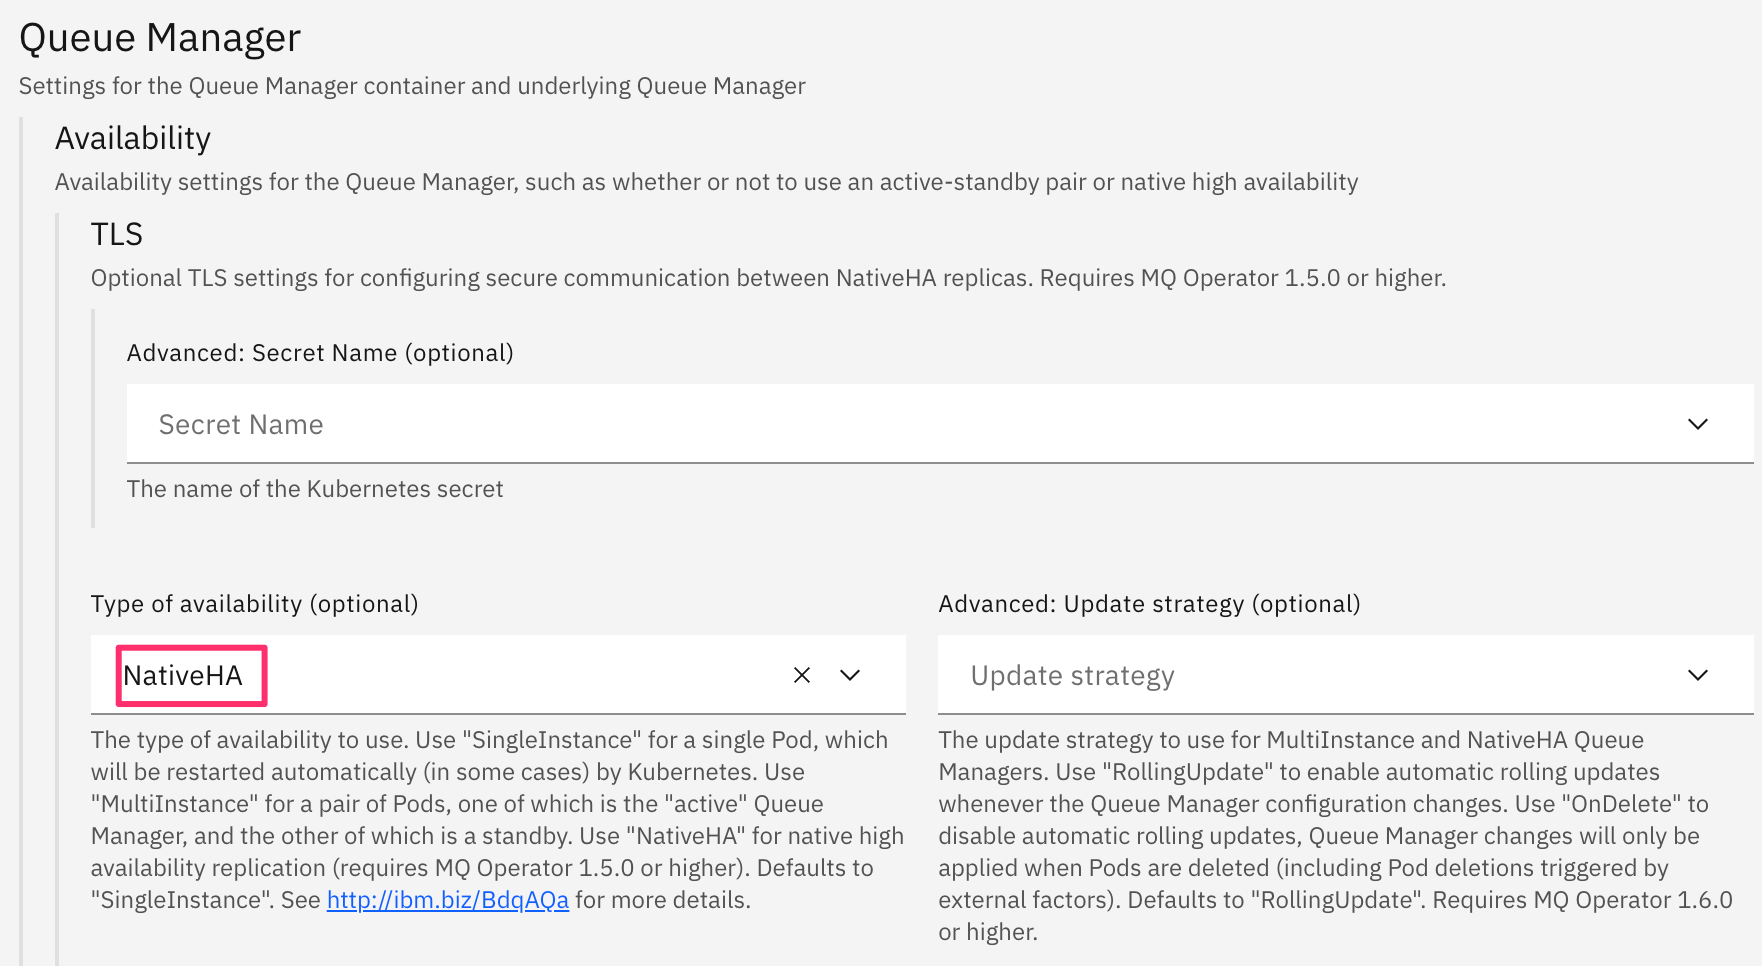 Queue Manager
Settings for the Queue Manager container and underlying Queue Manager
Availability
Availability settings for the Queue Manager, such as whether or not to use an active-standby pair or native high availability
TLS
Optional TLS settings for configuring secure communication between NativeHA replicas. Requires MQ Operator 1.5.0 or higher.
Advanced: Secret Name (optional)
Secret Name
The name of the Kubernetes secret
Type of availability (optional)
NativeHA
The type of availability to use. Use "SingleInstance" for a single Pod, which
will be restarted automatically (in some cases) by Kubernetes. Use
"MultiInstance" for a pair of Pods, one of which is the "active" Queue
Manager, and the other of which is a standby. Use "NativeHA" for native high
availability replication (requires MQ Operator 1.5.0 or higher). Defaults to
"SingleInstance". See http://ibm.biz/BdqAQa for more details.
Advanced: Update strategy (optional)
Update strategy
The update strategy to use for MultiInstance and NativeHA Queue
Managers. Use "RollingUpdate" to enable automatic rolling updates
whenever the Queue Manager configuration changes. Use "OnDelete" to
disable automatic rolling updates, Queue Manager changes will only be
applied when Pods are deleted (including Pod deletions triggered by
external factors). Defaults to "RollingUpdate". Requires MQ Operator 1.6.0
or higher.